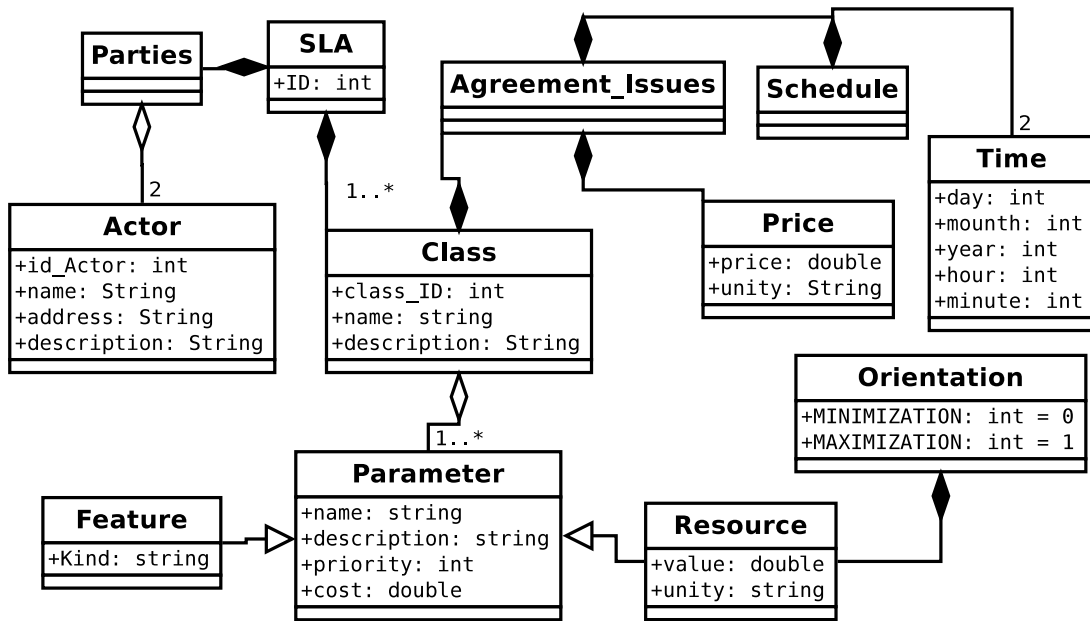 Parties
SLA
+ID: int
Agreement_Issues
Schedule
2
Time
+day: int
+mounth: int
+year: int
+hour: int
+minute: int
2
Actor
+id_Actor: int
+name: String
+address: String
+description: String
1..*
Class
+class_ID: int
+name: string
+description: String
Price
+price: double
+unity: String
Orientation
+MINIMIZATION: int = 0
+MAXIMIZATION: int = 1
1..*
Parameter
+name: string
+description: string
+priority: int
+cost: double
Feature
+Kind: string
Resource
+value: double
+unity: string